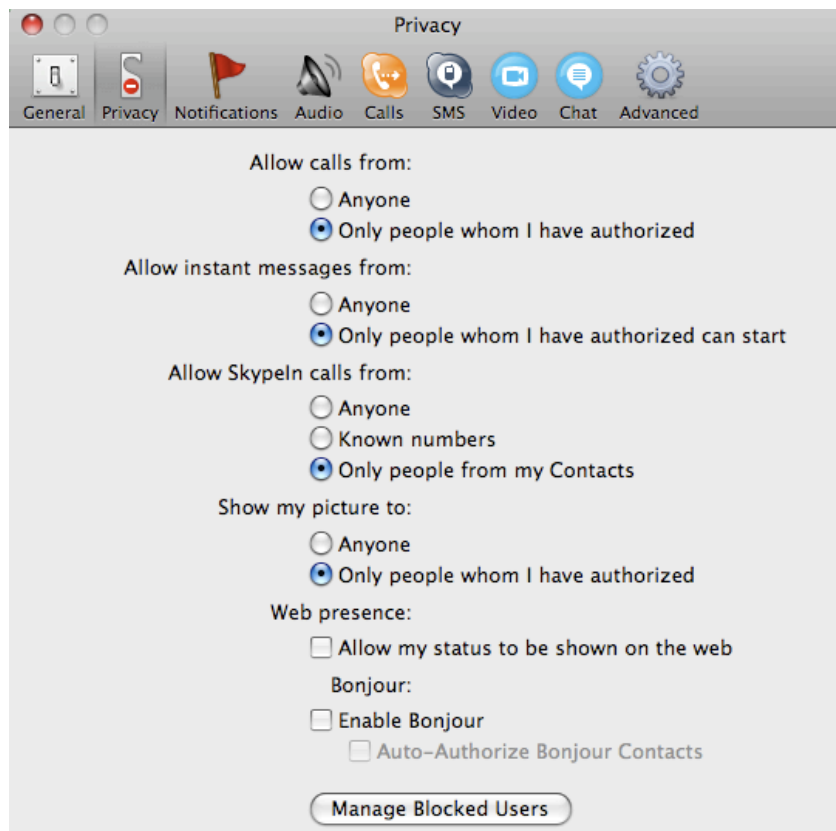 Privacy
General Privacy Notifications Audio Calls SMS Video Chat Advanced
Allow calls from:
Anyone
Only people whom I have authorized
Allow instant messages from:
Anyone
Only people whom I have authorized can start
Allow SkypeIn calls from:
Anyone
Known numbers
Only people from my Contacts
Show my picture to:
Anyone
Only people whom I have authorized
Web presence:
Allow my status to be shown on the web
Bonjour:
Enable Bonjour
Auto-Authorize Bonjour Contacts
Manage Blocked Users